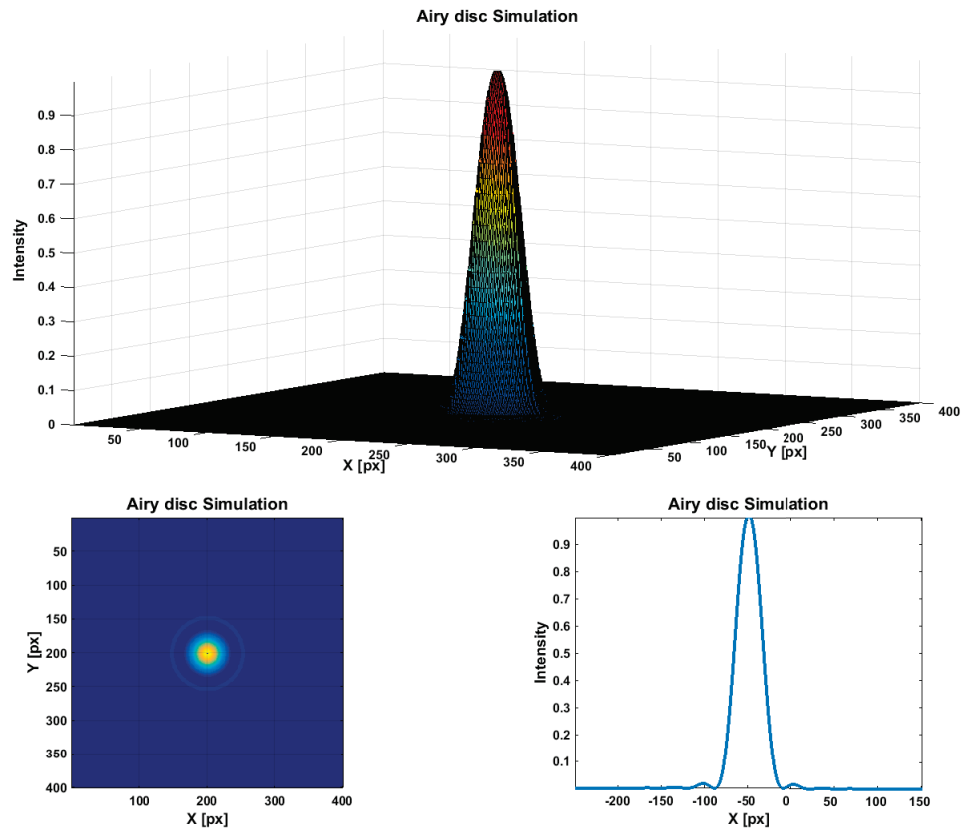 Airy disc Simulation
0.9
0.8
0.7
0.6
0.5
0.4
0.3
0.2
0.1
0
Intensity
50 100 150 200 250 300 350 400
X [px]
50 100 150 200 250 300 350 400
Y [px]
Airy disc Simulation
50
100
150
200
250
300
350
400
Y [px]
100 200 300 400
X [px]
Airy disc Simulation
0.9
0.8
0.7
0.6
0.5
0.4
0.3
0.2
0.1
Intensity
-200 -150 -100 -50 0 50 100 150
X [px]